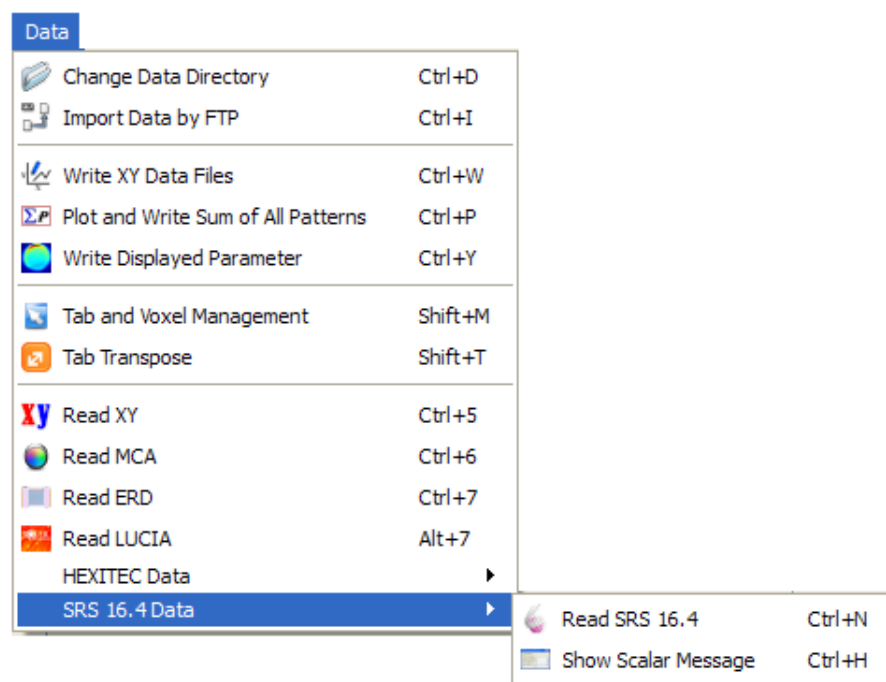 Data
Change Data Directory Ctrl+D
Import Data by FTP Ctrl+I
Write XY Data Files Ctrl+W
ΣP Plot and Write Sum of All Patterns Ctrl+P
Write Displayed Parameter Ctrl+Y
Tab and Voxel Management Shift+M
Tab Transpose Shift+T
XY Read XY Ctrl+5
Read MCA Ctrl+6
Read ERD Ctrl+7
Read LUCIA Alt+7
HEXITEC Data
SRS 16.4 Data
Read SRS 16.4 Ctrl+N
Show Scalar Message Ctrl+H